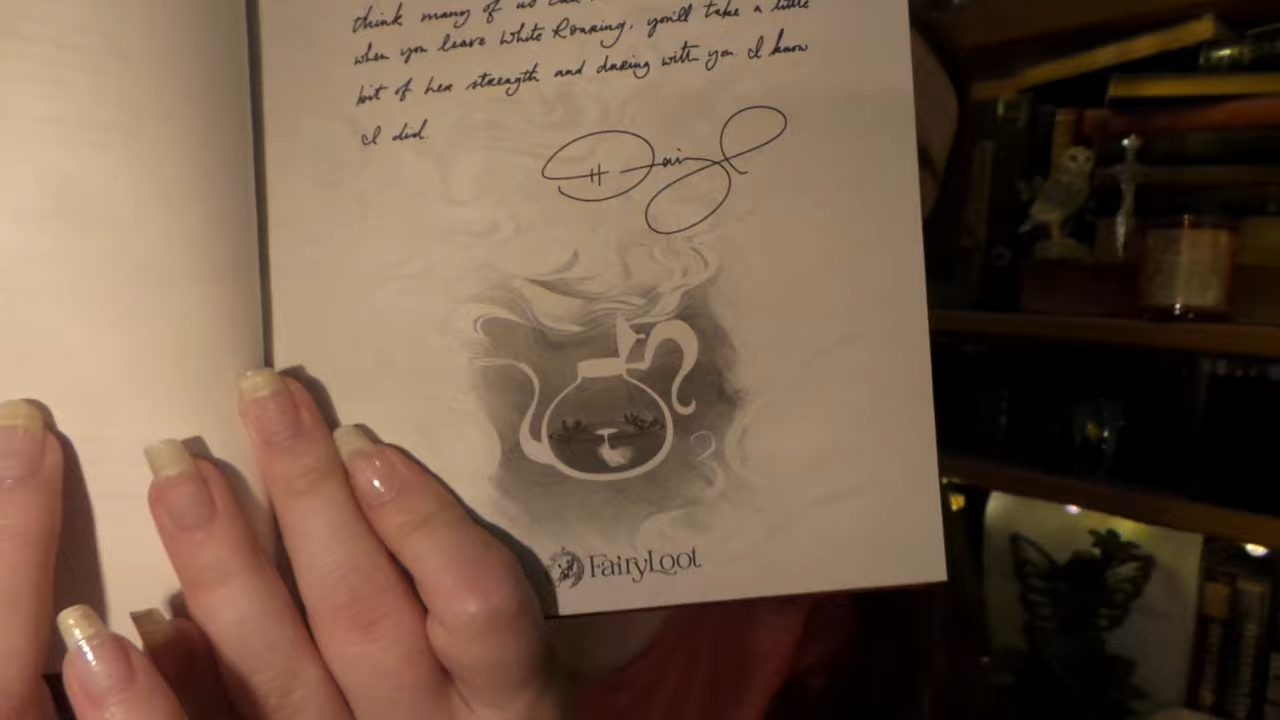 think many of us
when you leave White Roaring, you'll take a little
bit of her strength and daring with you. I know
I did.
FairyLoot